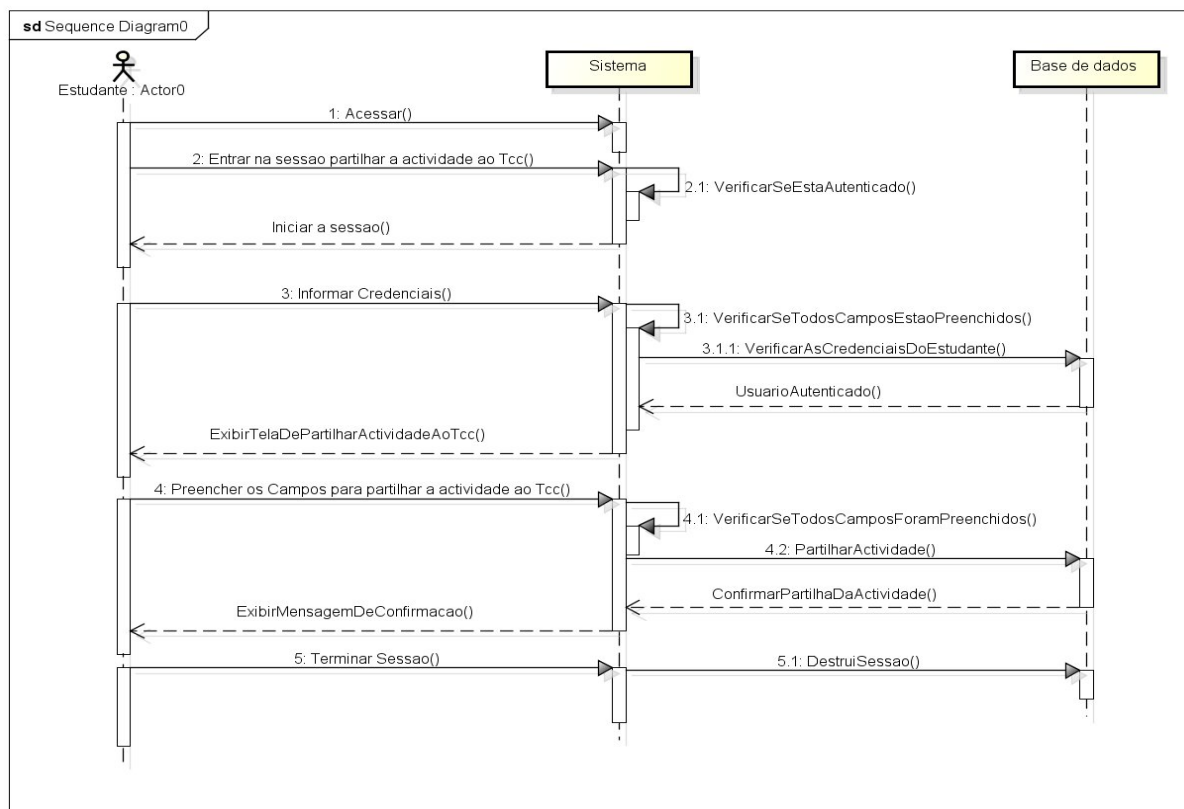 sd Sequence Diagram0
Estudante : Actor0
Sistema
Base de dados
1: Acessar()
2: Entrar na sessao partilhar a actividade ao Tcc()
2.1: VerificarSeEstaAutenticado()
Iniciar a sessao()
3: Informar Credenciais()
3.1: VerificarSeTodosCamposEstaoPreenchidos()
3.1.1: VerificarAsCredenciaisDoEstudante()
UsuarioAutenticado()
ExibirTelaDePartilharActividadeAoTcc()
4: Preencher os Campos para partilhar a actividade ao Tcc()
4.1: VerificarSeTodosCamposForamPreenchidos()
4.2: PartilharActividade()
ConfirmarPartilhaDaActividade()
ExibirMensagemDeConfirmacao()
5: Terminar Sessao()
5.1: DestruiSessao()